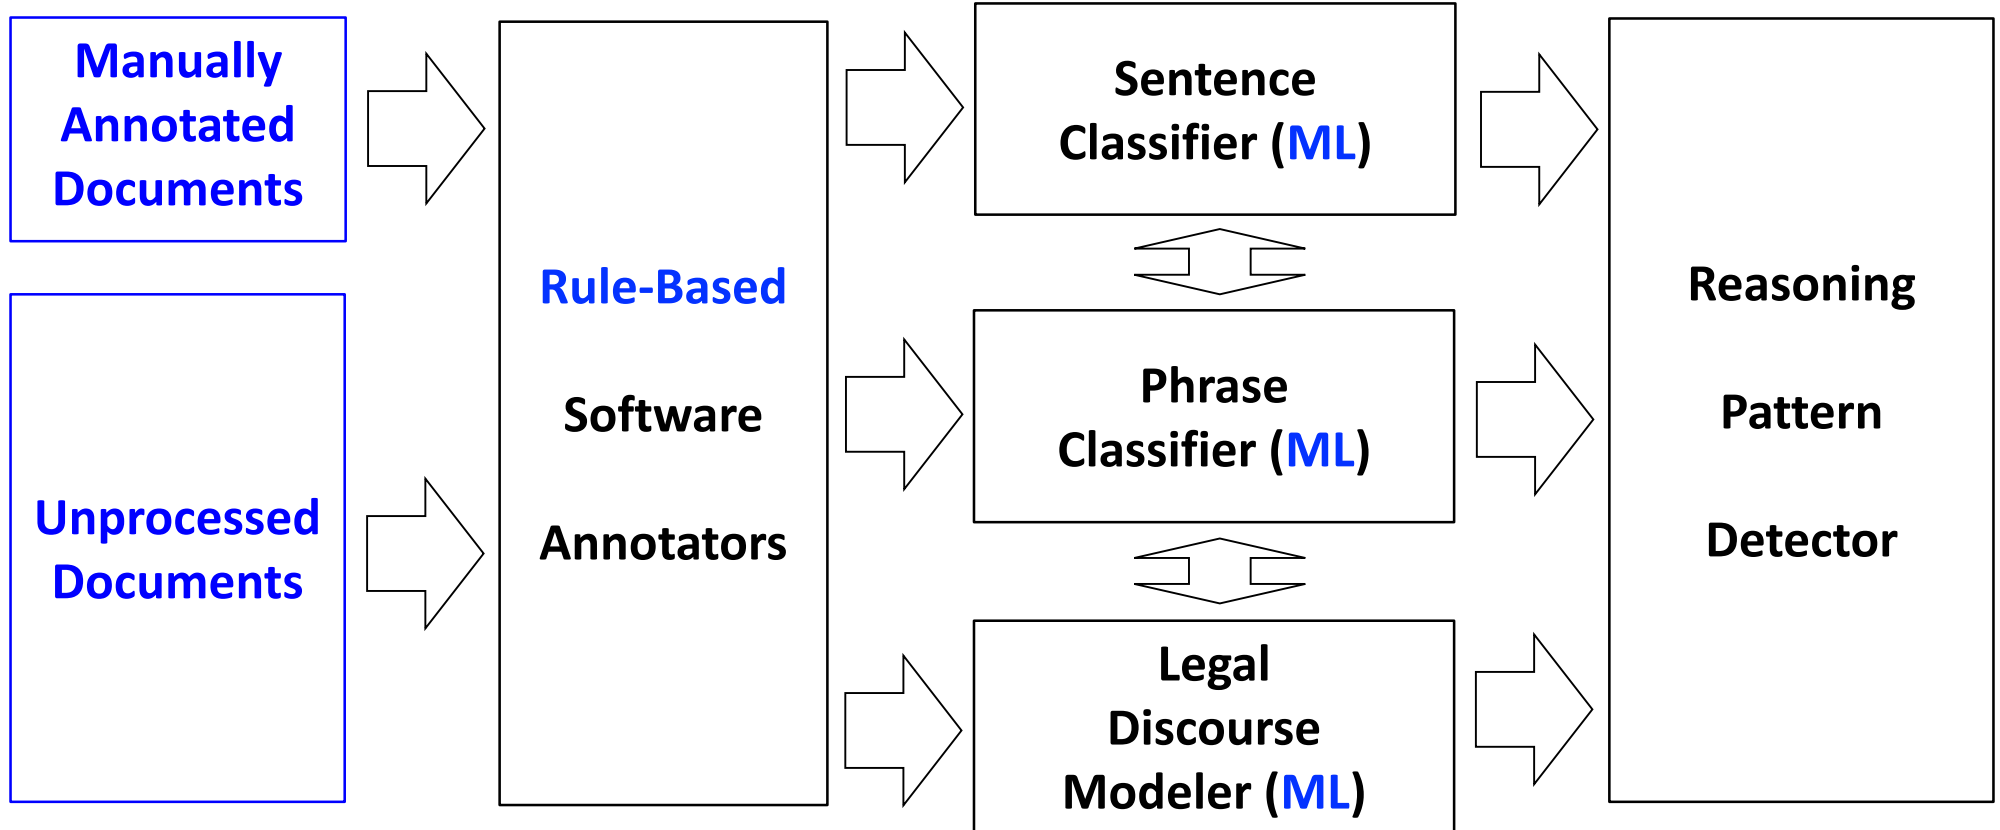 Manually
Annotated
Documents
Unprocessed
Documents
Rule-Based
Software
Annotators
Sentence
Classifier (ML)
Phrase
Classifier (ML)
Legal
Discourse
Modeler (ML)
Reasoning
Pattern
Detector